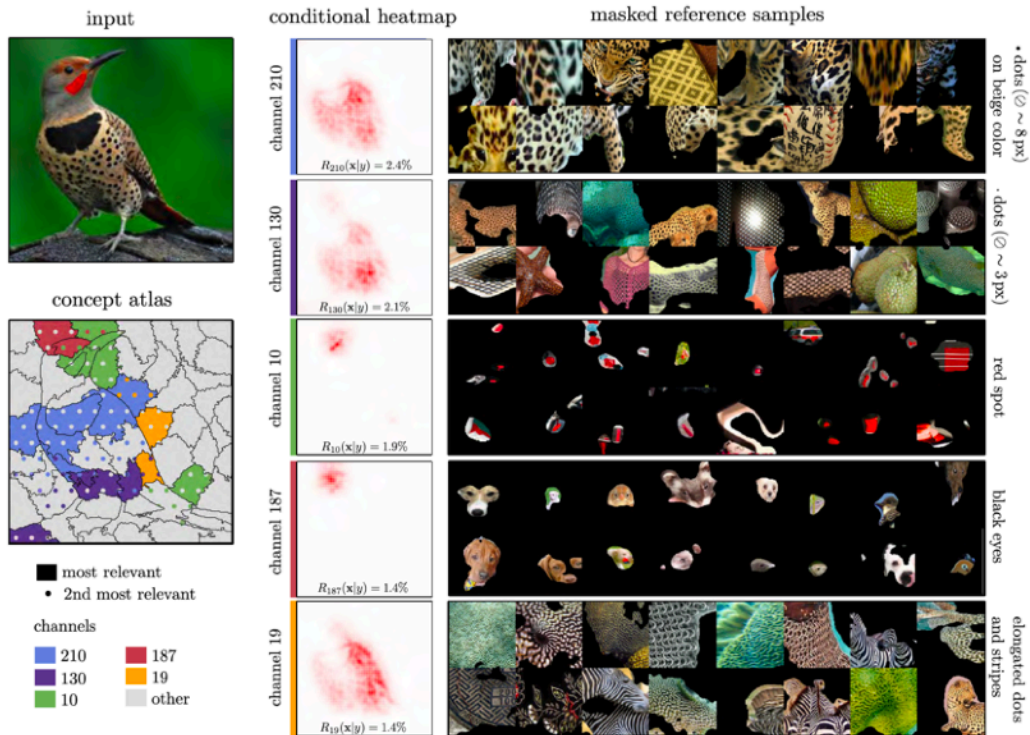 input
conditional heatmap
masked reference samples
channel 210
R₂₁₀(x|y) = 2.4%
• dots (∅ ~ 8 px)
on beige color
channel 130
R₁₃₀(x|y) = 2.1%
· dots (∅ ~ 3 px)
concept atlas
channel 10
R₁₀(x|y) = 1.9%
red spot
channel 187
R₁₈₇(x|y) = 1.4%
black eyes
channel 19
R₁₉(x|y) = 1.4%
elongated dots
and stripes
most relevant
2nd most relevant
channels
210
187
130
19
10
other